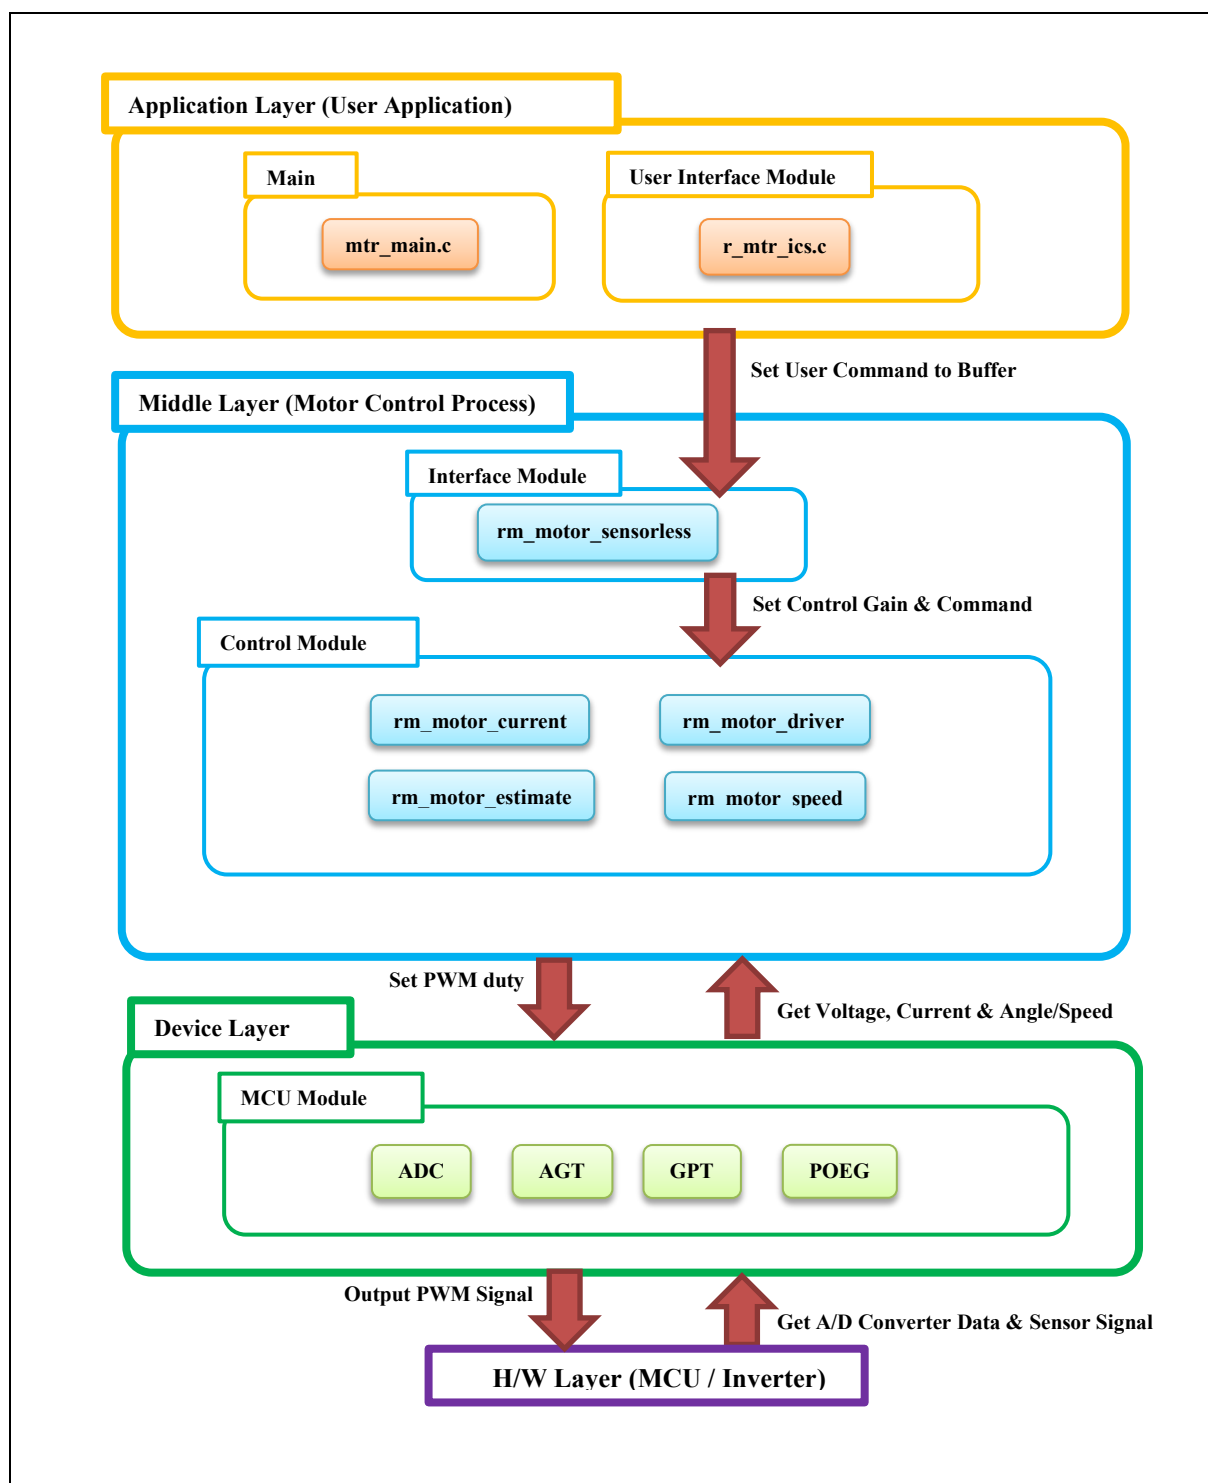 Application Layer (User Application)
Main
User Interface Module
mtr_main.c
r_mtr_ics.c
Set User Command to Buffer
Middle Layer (Motor Control Process)
Interface Module
rm_motor_sensorless
Set Control Gain & Command
Control Module
rm_motor_current
rm_motor_driver
rm_motor_estimate
rm_motor_speed
Set PWM duty
Get Voltage, Current & Angle/Speed
Device Layer
MCU Module
ADC
AGT
GPT
POEG
Output PWM Signal
Get A/D Converter Data & Sensor Signal
H/W Layer (MCU / Inverter)